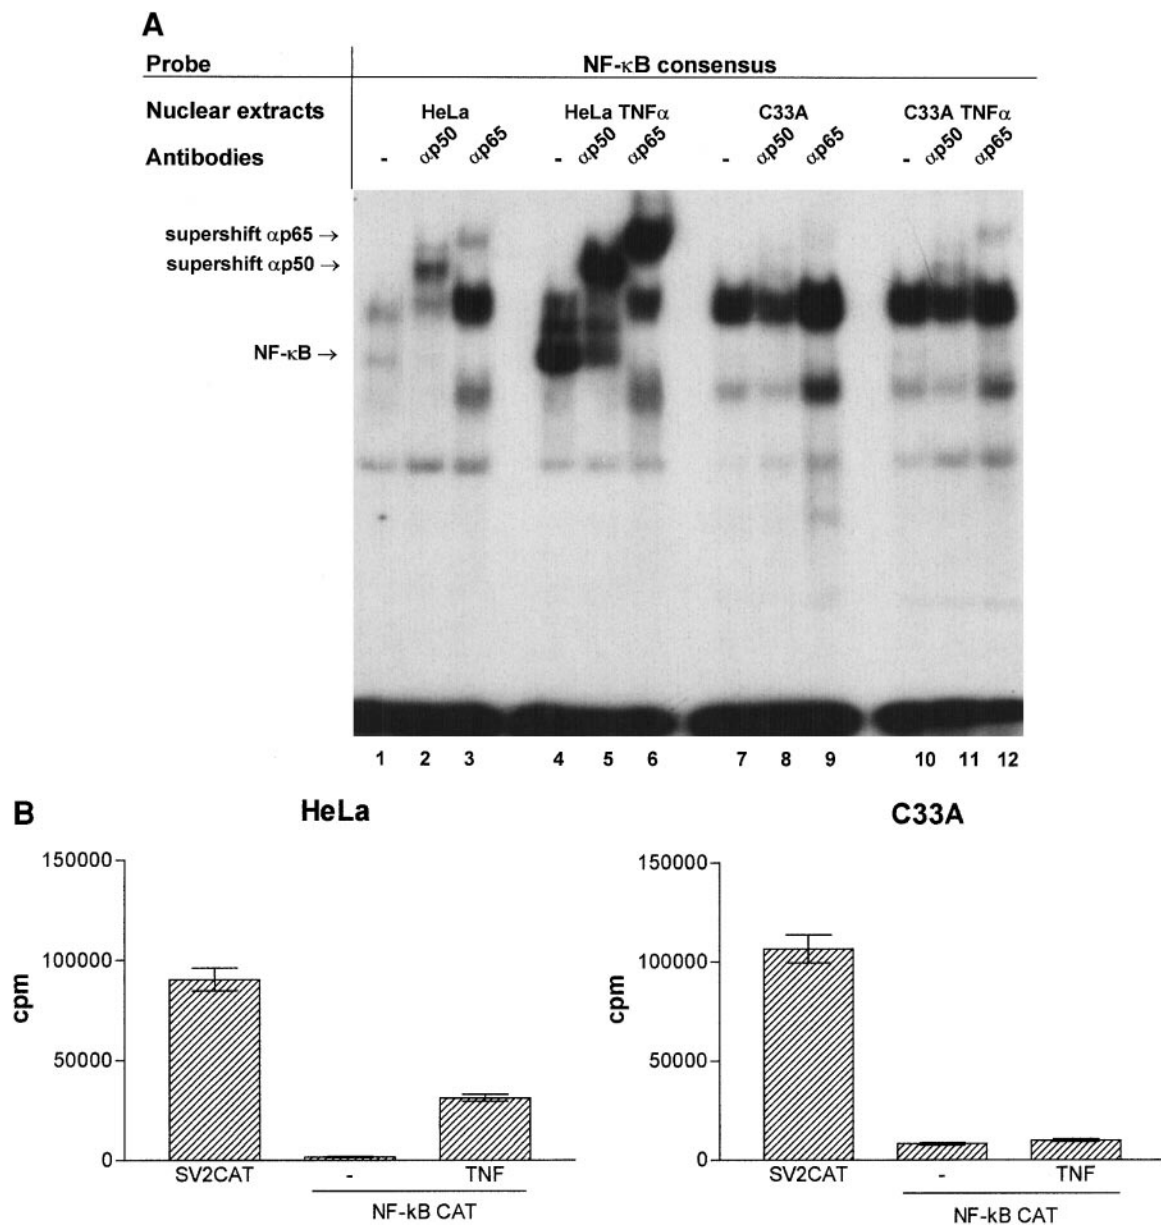 A
Probe NF-κB consensus
Nuclear extracts HeLa HeLa TNFα C33A C33A TNFα
Antibodies - αp50 αp65 - αp50 αp65 - αp50 αp65 - αp50 αp65
supershift αp65 →
supershift αp50 →
NF-κB →
1 2 3 4 5 6 7 8 9 10 11 12
B HeLa C33A
150000
100000
50000
0
cpm
SV2CAT - TNF
NF-kB CAT
150000
100000
50000
0
cpm
SV2CAT - TNF
NF-kB CAT